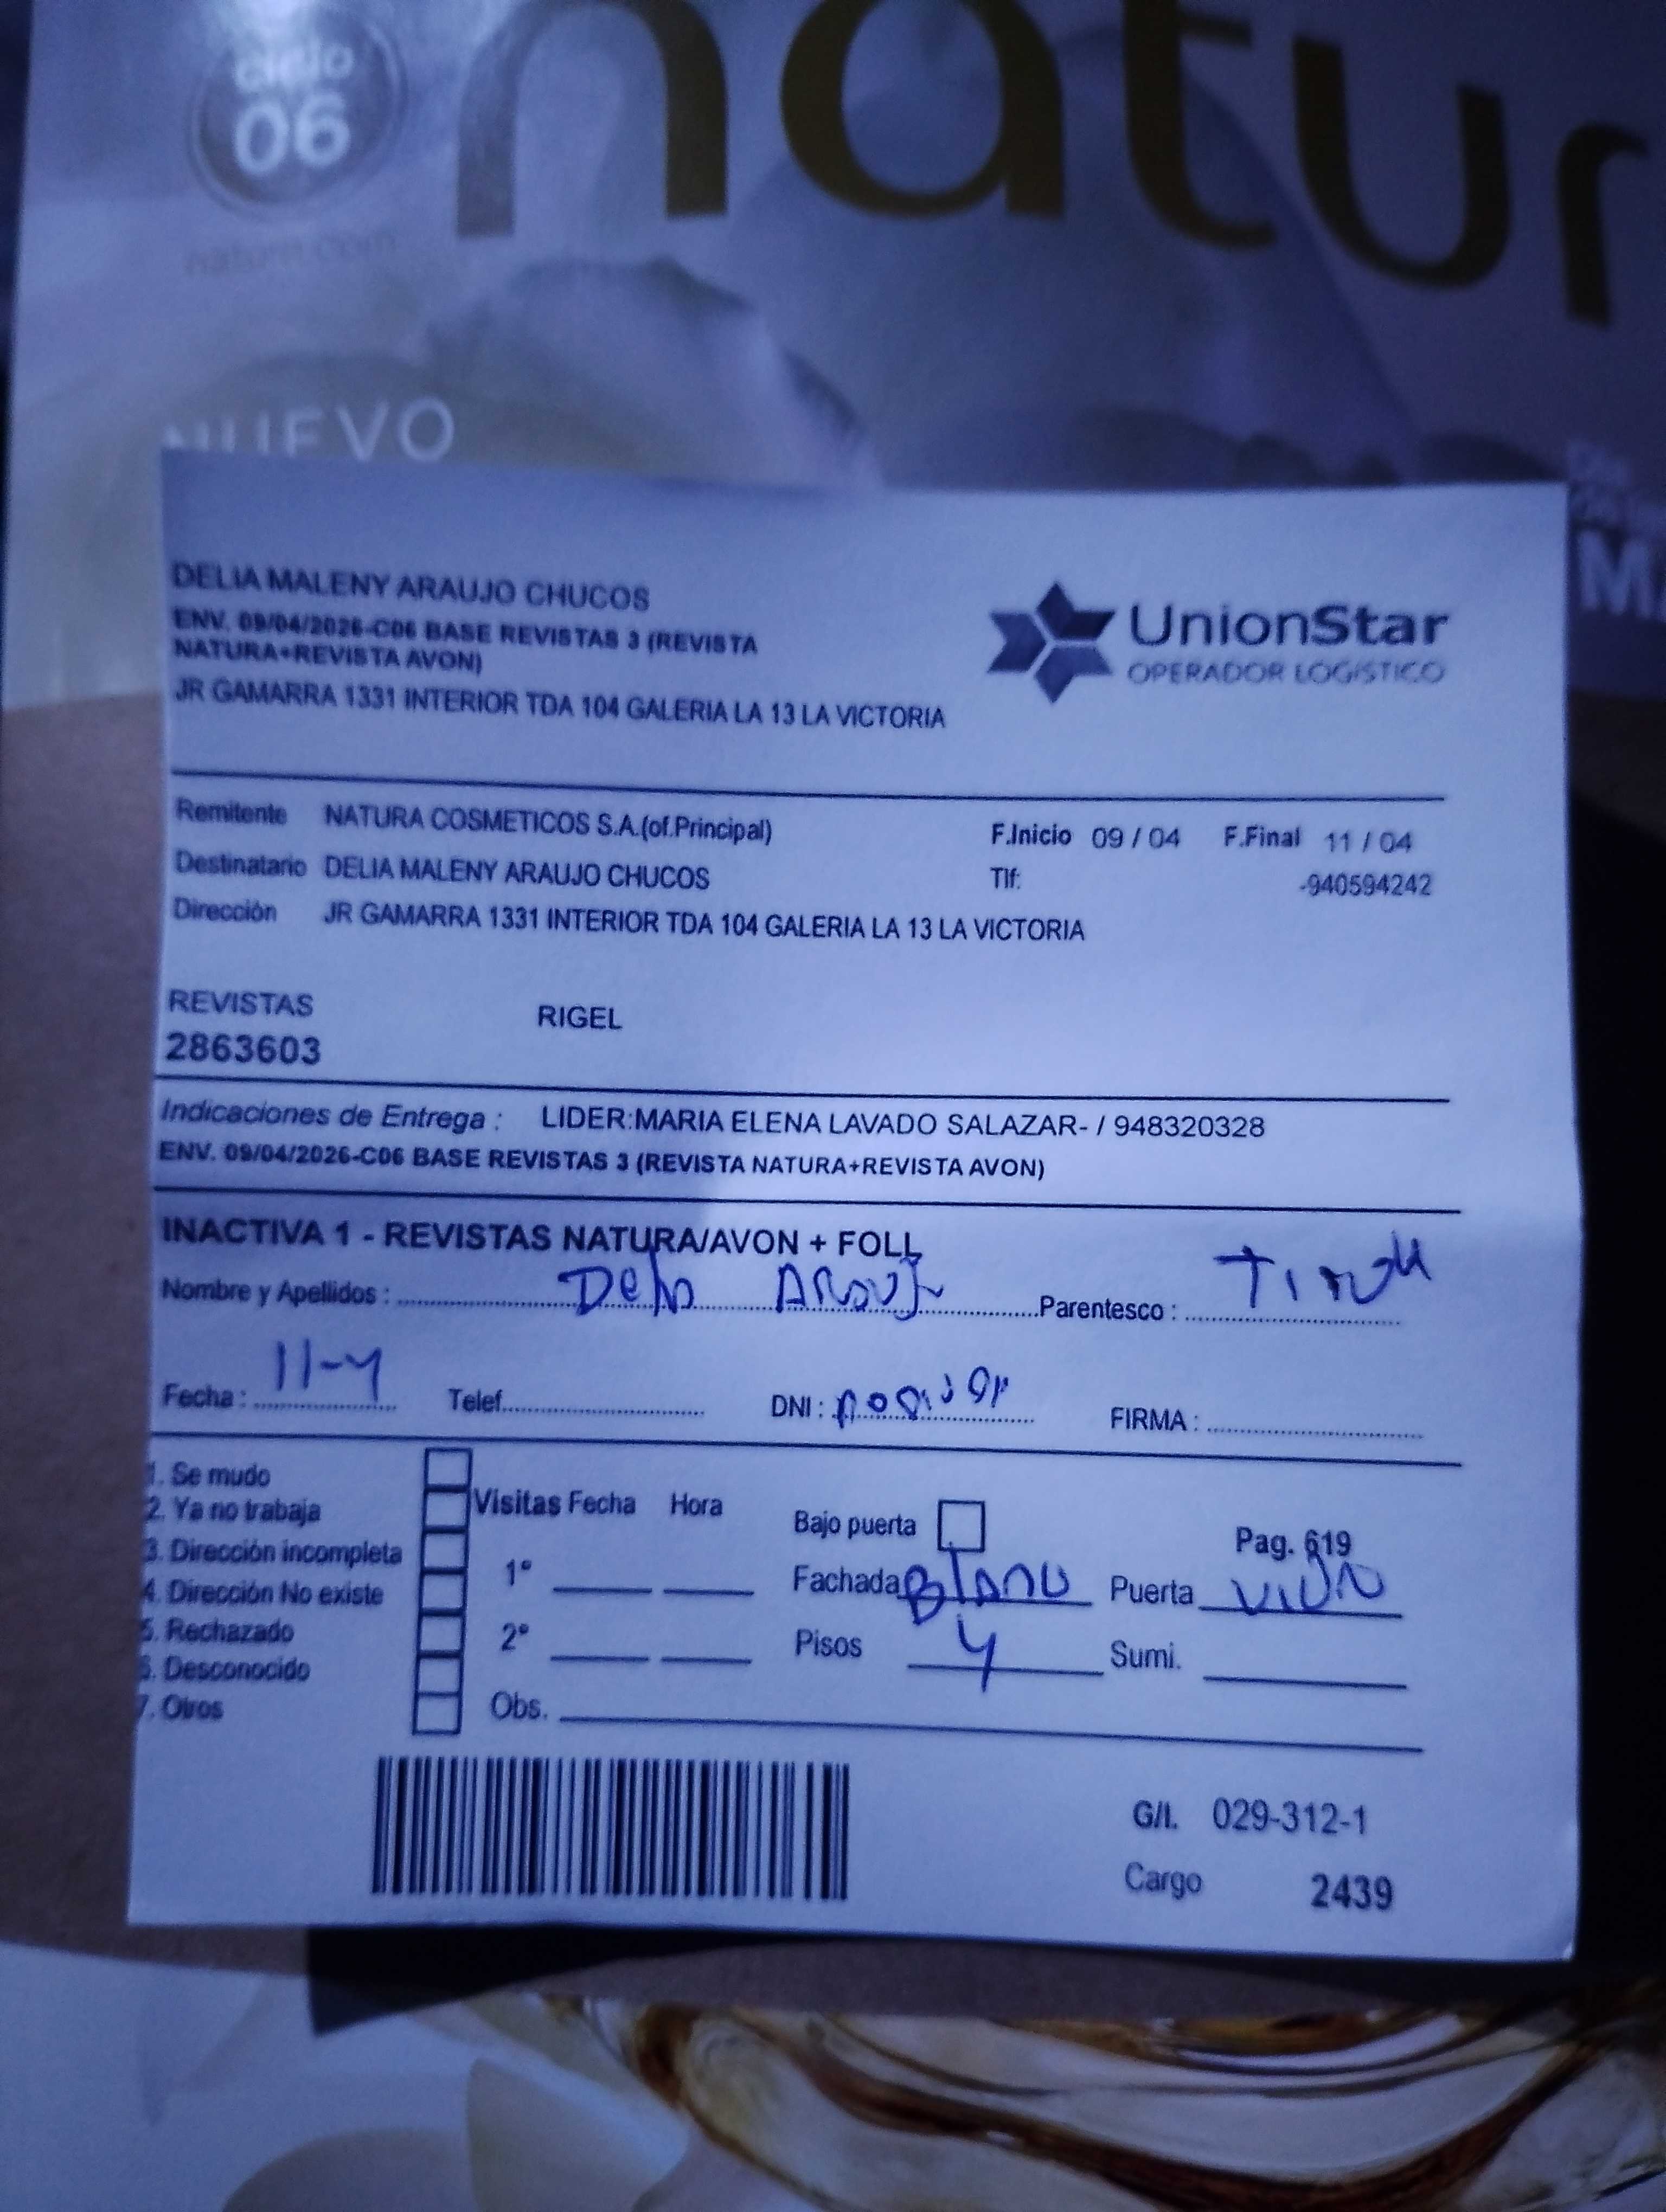 ciclo
06
natur
natura.com
NUEVO
DELIA MALENY ARAUJO CHUCOS
ENV. 09/04/2026-C06 BASE REVISTAS 3 (REVISTA
NATURA+REVISTA AVON)
JR GAMARRA 1331 INTERIOR TDA 104 GALERIA LA 13 LA VICTORIA
UnionStar
OPERADOR LOGÍSTICO
Remitente NATURA COSMETICOS S.A.(of.Principal) F.Inicio 09 / 04 F.Final 11 / 04
Destinatario DELIA MALENY ARAUJO CHUCOS Tlf: -940594242
Dirección JR GAMARRA 1331 INTERIOR TDA 104 GALERIA LA 13 LA VICTORIA
REVISTAS RIGEL
2863603
Indicaciones de Entrega : LIDER:MARIA ELENA LAVADO SALAZAR- / 948320328
ENV. 09/04/2026-C06 BASE REVISTAS 3 (REVISTA NATURA+REVISTA AVON)
INACTIVA 1 - REVISTAS NATURA/AVON + FOLL
Nombre y Apellidos : Parentesco :
Fecha : 11-4 Telef. DNI : FIRMA :
1. Se mudo
2. Ya no trabaja
3. Dirección incompleta
4. Dirección No existe
5. Rechazado
6. Desconocido
7. Otros
Visitas Fecha Hora
1°
2°
Obs.
Bajo puerta Pag. 619
Fachada Puerta
Pisos 4 Sumi.
G/I. 029-312-1
Cargo 2439